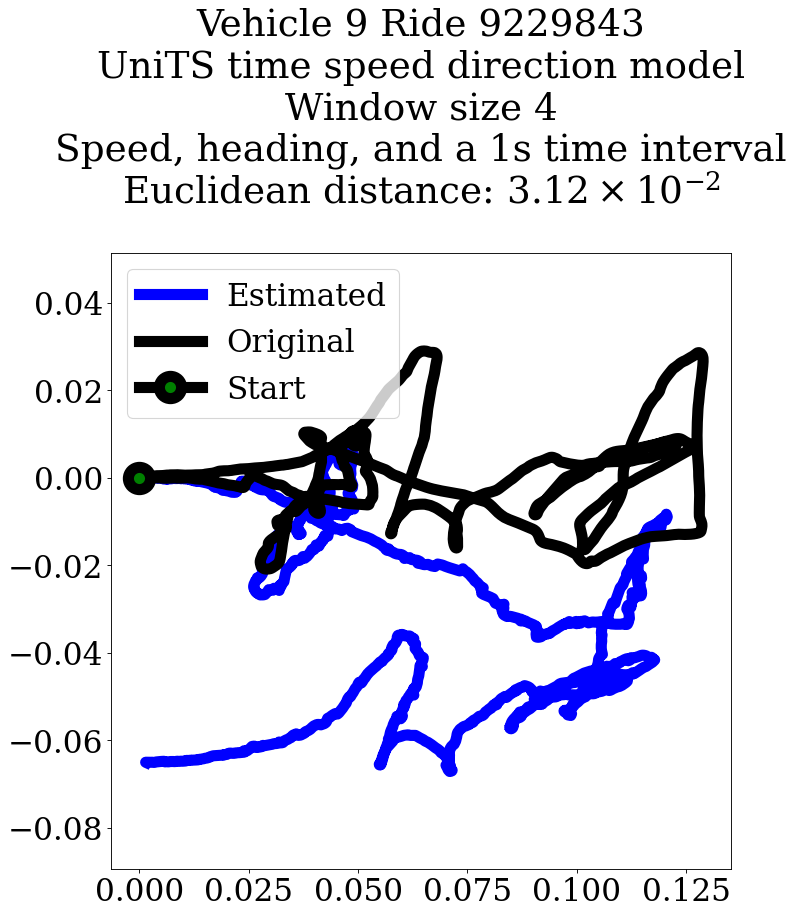 Vehicle 9 Ride 9229843
UniTS time speed direction model
Window size 4
Speed, heading, and a 1s time interval
Euclidean distance: 3.12 × 10⁻²
Estimated
Original
Start
0.04
0.02
0.00
−0.02
−0.04
−0.06
−0.08
0.000 0.025 0.050 0.075 0.100 0.125